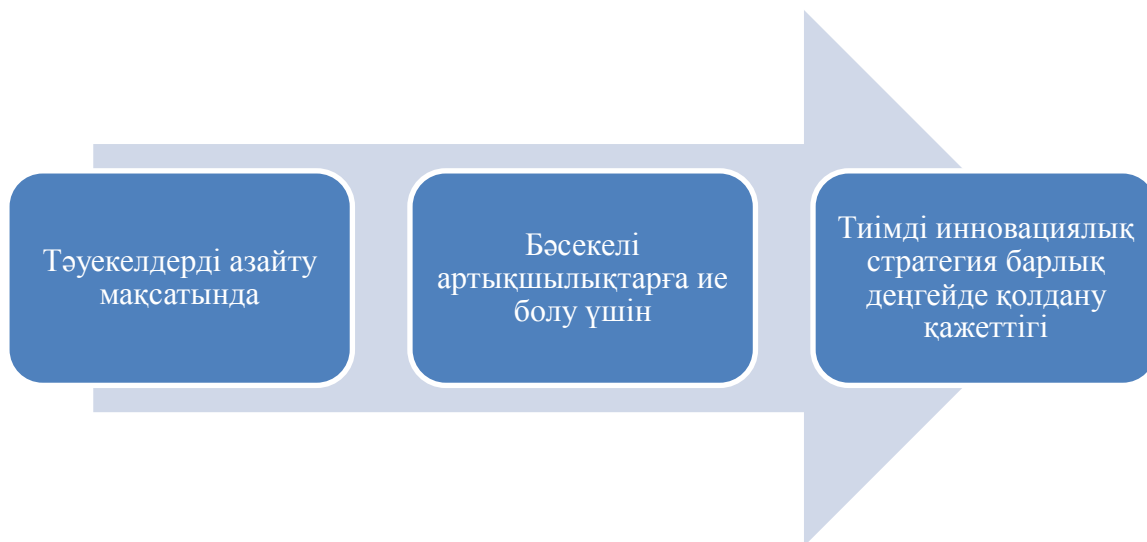 Тәуекелдерді азайту
мақсатында
Бәсекелі
артықшылықтарға ие
болу үшін
Тиімді инновациялық
стратегия барлық
деңгейде қолдану
қажеттігі